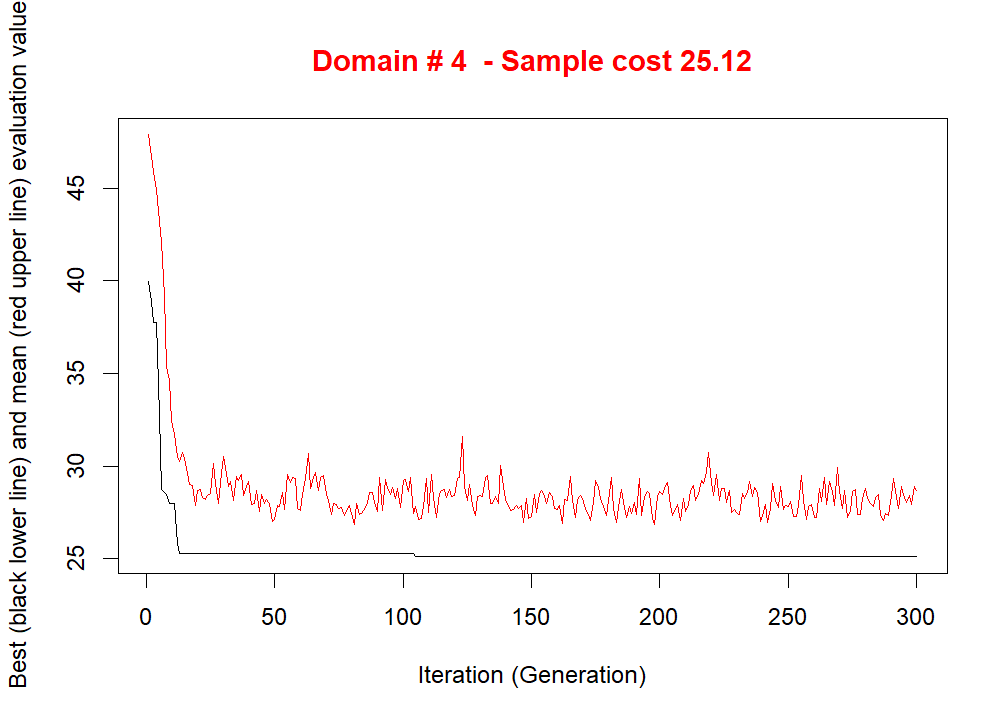 Domain # 4  - Sample cost 25.12
Best (black lower line) and mean (red upper line) evaluation value
45
40
35
30
25
0 50 100 150 200 250 300
Iteration (Generation)